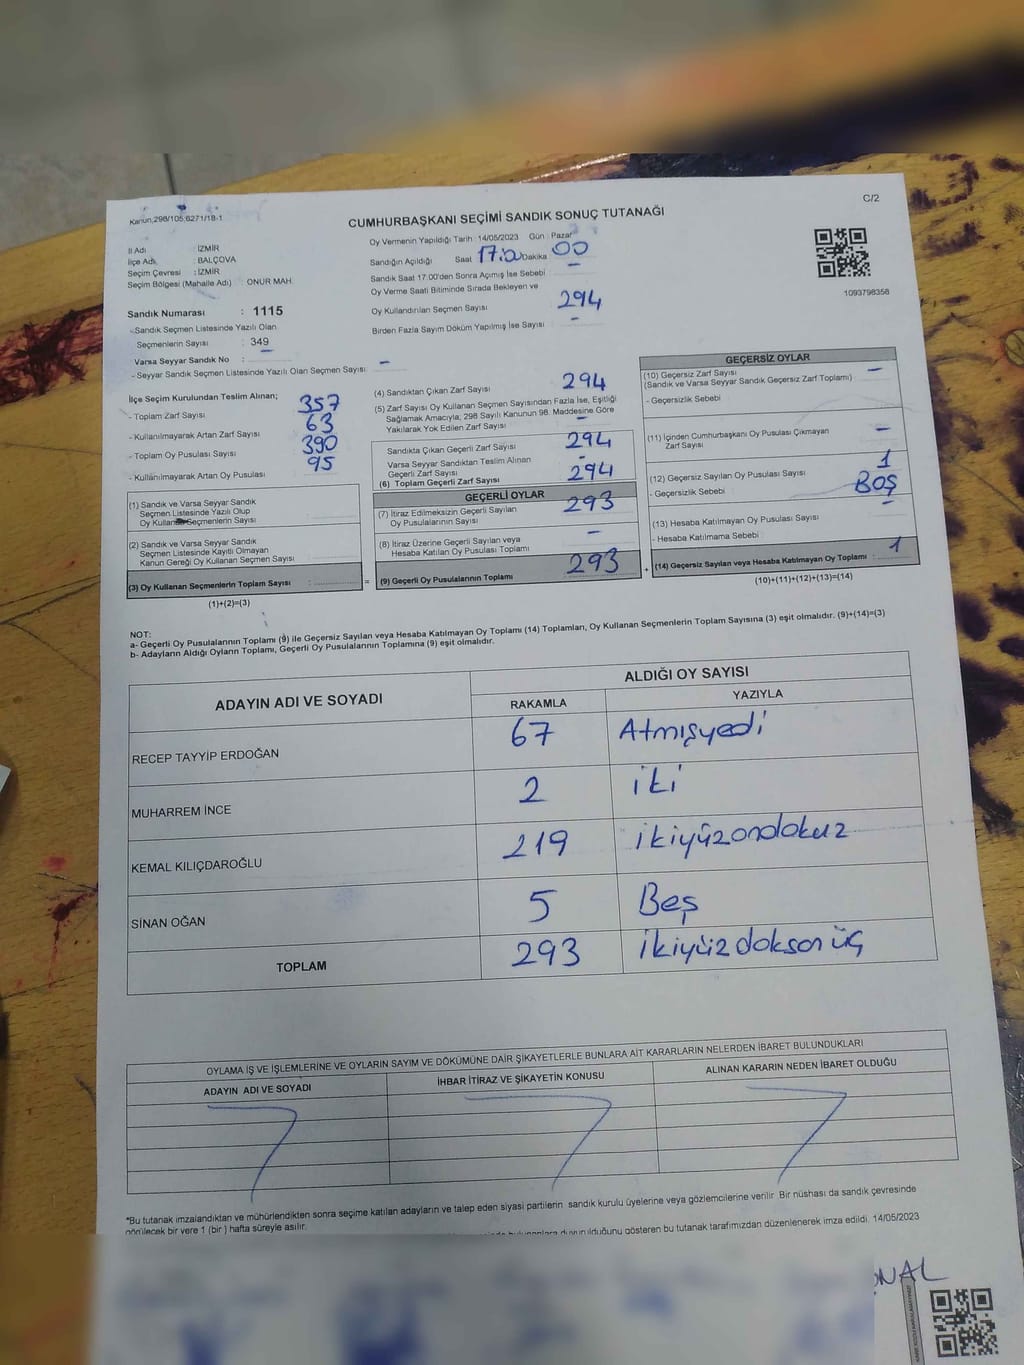 Kanun,298/105,6271/18-1
C/2
CUMHURBAŞKANI SEÇİMİ SANDIK SONUÇ TUTANAĞI
İl Adı : İZMİR
İlçe Adı : BALÇOVA
Seçim Çevresi : İZMİR
Seçim Bölgesi (Mahalle Adı) : ONUR MAH.
Sandık Numarası : 1115
- Sandık Seçmen Listesinde Yazılı Olan
Seçmenlerin Sayısı : 349
Varsa Seyyar Sandık No :
- Seyyar Sandık Seçmen Listesinde Yazılı Olan Seçmen Sayısı: -
Oy Vermenin Yapıldığı Tarih : 14/05/2023 Gün : Pazar
Sandığın Açıldığı Saat Dakika 00
Sandık Saat 17.00'den Sonra Açımış İse Sebebi : -
Oy Verme Saati Bitiminde Sırada Bekleyen ve
Oy Kullandırılan Seçmen Sayısı 294
Birden Fazla Sayım Döküm Yapılmış İse Sayısı : -
1093798358
İlçe Seçim Kurulundan Teslim Alınan;
- Toplam Zarf Sayısı 357
- Kullanılmayarak Artan Zarf Sayısı 63
- Toplam Oy Pusulası Sayısı 390
- Kullanılmayarak Artan Oy Pusulası 95
(1) Sandık ve Varsa Seyyar Sandık
Seçmen Listesinde Yazılı Olup
Oy Kullanan Seçmenlerin Sayısı
(2) Sandık ve Varsa Seyyar Sandık
Seçmen Listesinde Kayıtlı Olmayan
Kanun Gereği Oy Kullanan Seçmen Sayısı :
(3) Oy Kullanan Seçmenlerin Toplam Sayısı : =
(1)+(2)=(3)
(4) Sandıktan Çıkan Zarf Sayısı 294
(5) Zarf Sayısı Oy Kullanan Seçmen Sayısından Fazla İse, Eşitliği
Sağlamak Amacıyla; 298 Sayılı Kanunun 98. Maddesine Göre
Yakılarak Yok Edilen Zarf Sayısı : -
Sandıkta Çıkan Geçerli Zarf Sayısı 294
Varsa Seyyar Sandıktan Teslim Alınan
Geçerli Zarf Sayısı : -
(6) Toplam Geçerli Zarf Sayısı 294
GEÇERLİ OYLAR
(7) İtiraz Edilmeksizin Geçerli Sayılan
Oy Pusulalarının Sayısı 293
(8) İtiraz Üzerine Geçerli Sayılan veya
Hesaba Katılan Oy Pusulası Toplamı -
(9) Geçerli Oy Pusulalarının Toplamı 293 +
GEÇERSİZ OYLAR
(10) Geçersiz Zarf Sayısı -
(Sandık ve Varsa Seyyar Sandık Geçersiz Zarf Toplamı)
- Geçersizlik Sebebi
(11) İçinden Cumhurbaşkanı Oy Pusulası Çıkmayan
Zarf Sayısı -
(12) Geçersiz Sayılan Oy Pusulası Sayısı 1
- Geçersizlik Sebebi BOŞ
(13) Hesaba Katılmayan Oy Pusulası Sayısı : -
- Hesaba Katılmama Sebebi
(14) Geçersiz Sayılan veya Hesaba Katılmayan Oy Toplamı : 1
(10)+(11)+(12)+(13)=(14)
NOT:
a- Geçerli Oy Pusulalarının Toplamı (9) ile Geçersiz Sayılan veya Hesaba Katılmayan Oy Toplamı (14) Toplamları, Oy Kullanan Seçmenlerin Toplam Sayısına (3) eşit olmalıdır. (9)+(14)=(3)
b- Adayların Aldığı Oyların Toplamı, Geçerli Oy Pusulalarının Toplamına (9) eşit olmalıdır.
ADAYIN ADI VE SOYADI ALDIĞI OY SAYISI
RAKAMLA YAZIYLA
RECEP TAYYİP ERDOĞAN 67 Atmışyedi
MUHARREM İNCE 2 iki
KEMAL KILIÇDAROĞLU 219 ikiyüzondokuz
SİNAN OĞAN 5 Beş
TOPLAM 293 ikiyüz doksan üç
OYLAMA İŞ VE İŞLEMLERİNE VE OYLARIN SAYIM VE DÖKÜMÜNE DAİR ŞİKAYETLERLE BUNLARA AİT KARARLARIN NELERDEN İBARET BULUNDUKLARI
ADAYIN ADI VE SOYADI İHBAR İTİRAZ VE ŞİKAYETİN KONUSU ALINAN KARARIN NEDEN İBARET OLDUĞU
*Bu tutanak imzalandıktan ve mühürlendikten sonra seçime katılan adayların ve talep eden siyasi partilerin sandık kurulu üyelerine veya gözlemcilerine verilir. Bir nüshası da sandık çevresinde
görülecek bir yere 1 (bir) hafta süreyle asılır.
duyurulduğunu gösteren bu tutanak tarafımızdan düzenlenerek imza edildi. 14/05/2023